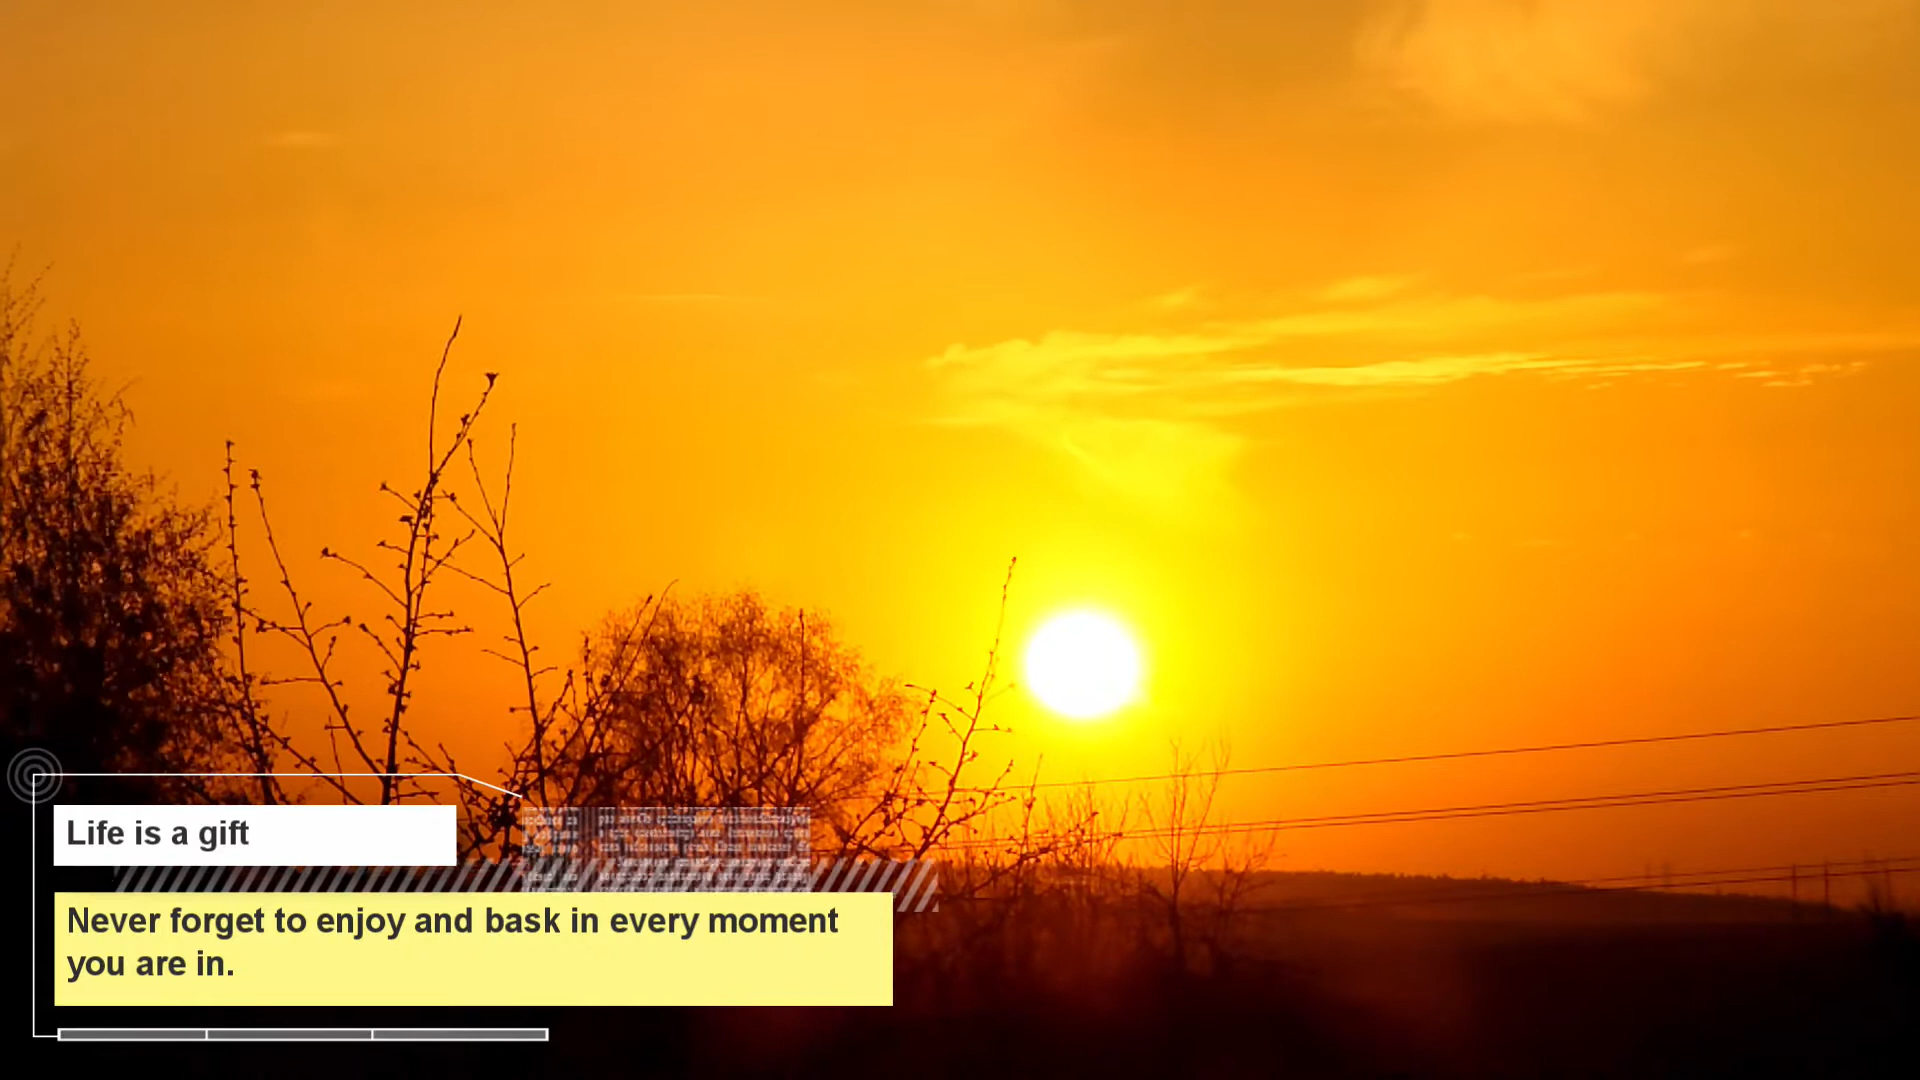 Life is a gift
Never forget to enjoy and bask in every moment
you are in.